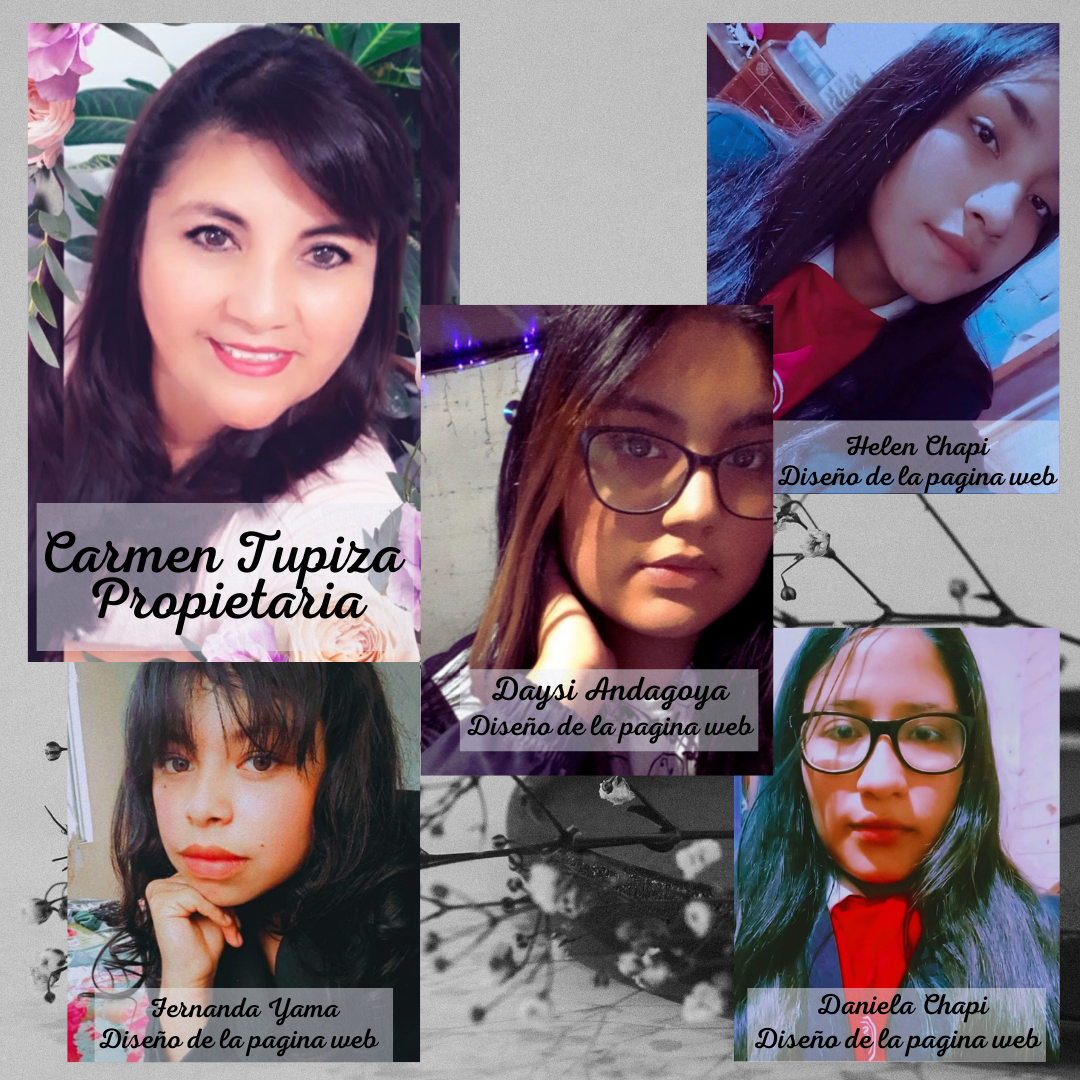 Carmen Tupiza
Propietaria
Helen Chapi
Diseño de la pagina web
Daysi Andagoya
Diseño de la pagina web
Fernanda Yama
Diseño de la pagina web
Daniela Chapi
Diseño de la pagina web